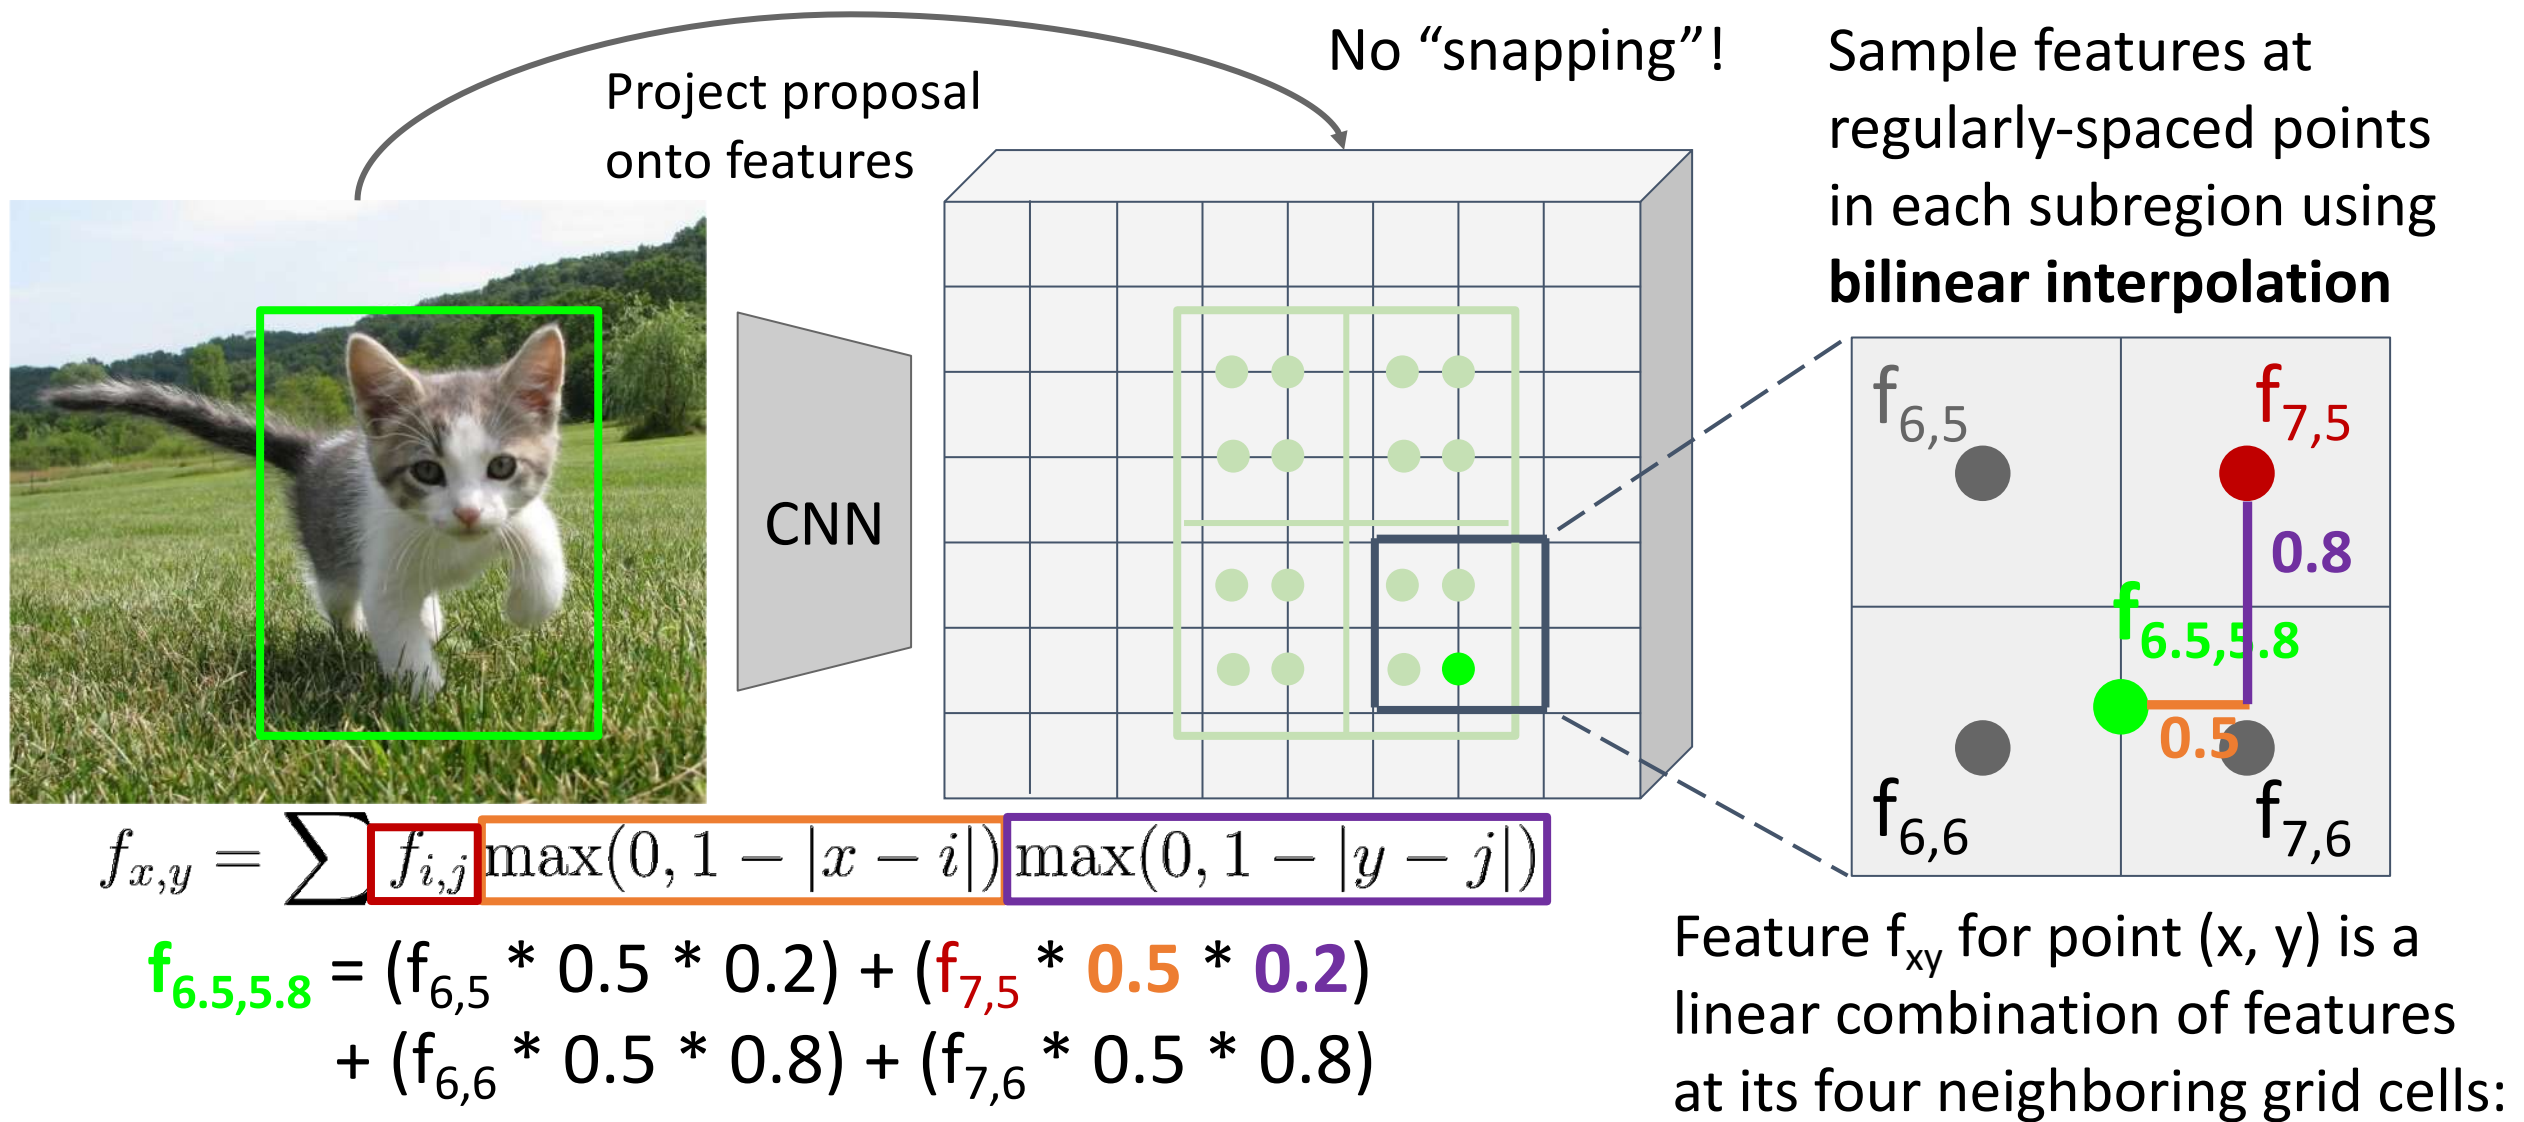 Project proposal
onto features
No “snapping”!
Sample features at
regularly-spaced points
in each subregion using
bilinear interpolation
CNN
f6,5
f7,5
0.8
f6.5,5.8
0.5
f6,6
f7,6
fx,y = ∑ fi,j max(0, 1 − |x − i|) max(0, 1 − |y − j|)
f6.5,5.8 = (f6,5 * 0.5 * 0.2) + (f7,5 * 0.5 * 0.2)
+ (f6,6 * 0.5 * 0.8) + (f7,6 * 0.5 * 0.8)
Feature fxy for point (x, y) is a
linear combination of features
at its four neighboring grid cells: